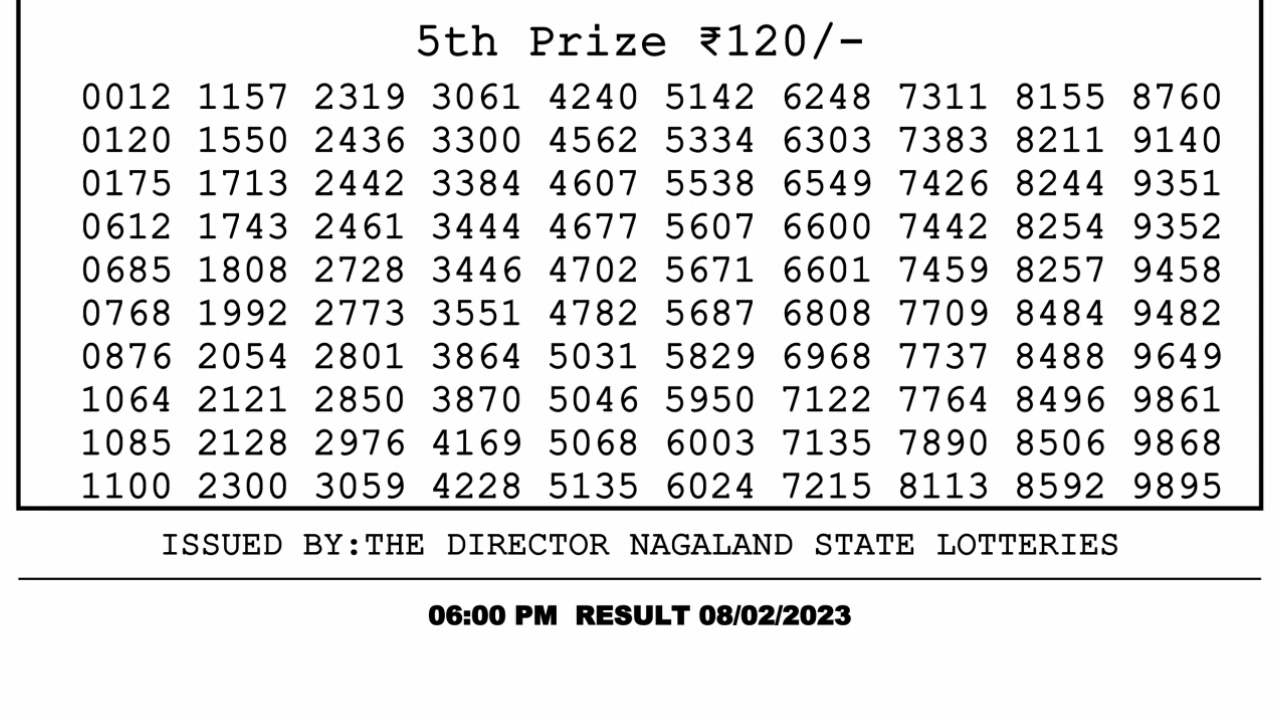 5th Prize ₹120/-
0012 1157 2319 3061 4240 5142 6248 7311 8155 8760
0120 1550 2436 3300 4562 5334 6303 7383 8211 9140
0175 1713 2442 3384 4607 5538 6549 7426 8244 9351
0612 1743 2461 3444 4677 5607 6600 7442 8254 9352
0685 1808 2728 3446 4702 5671 6601 7459 8257 9458
0768 1992 2773 3551 4782 5687 6808 7709 8484 9482
0876 2054 2801 3864 5031 5829 6968 7737 8488 9649
1064 2121 2850 3870 5046 5950 7122 7764 8496 9861
1085 2128 2976 4169 5068 6003 7135 7890 8506 9868
1100 2300 3059 4228 5135 6024 7215 8113 8592 9895
ISSUED BY:THE DIRECTOR NAGALAND STATE LOTTERIES
06:00 PM RESULT 08/02/2023